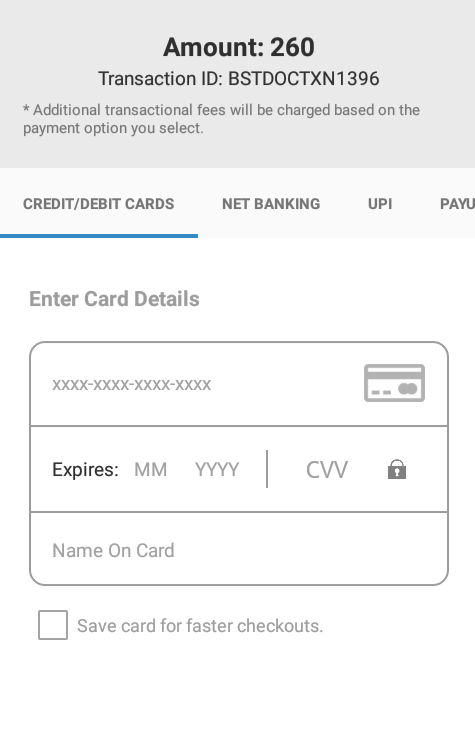 Amount: 260
Transaction ID: BSTDOCTXN1396
* Additional transactional fees will be charged based on the
payment option you select.
CREDIT/DEBIT CARDS NET BANKING UPI PAYU
Enter Card Details
xxxx-xxxx-xxxx-xxxx
Expires: MM YYYY CVV
Name On Card
Save card for faster checkouts.